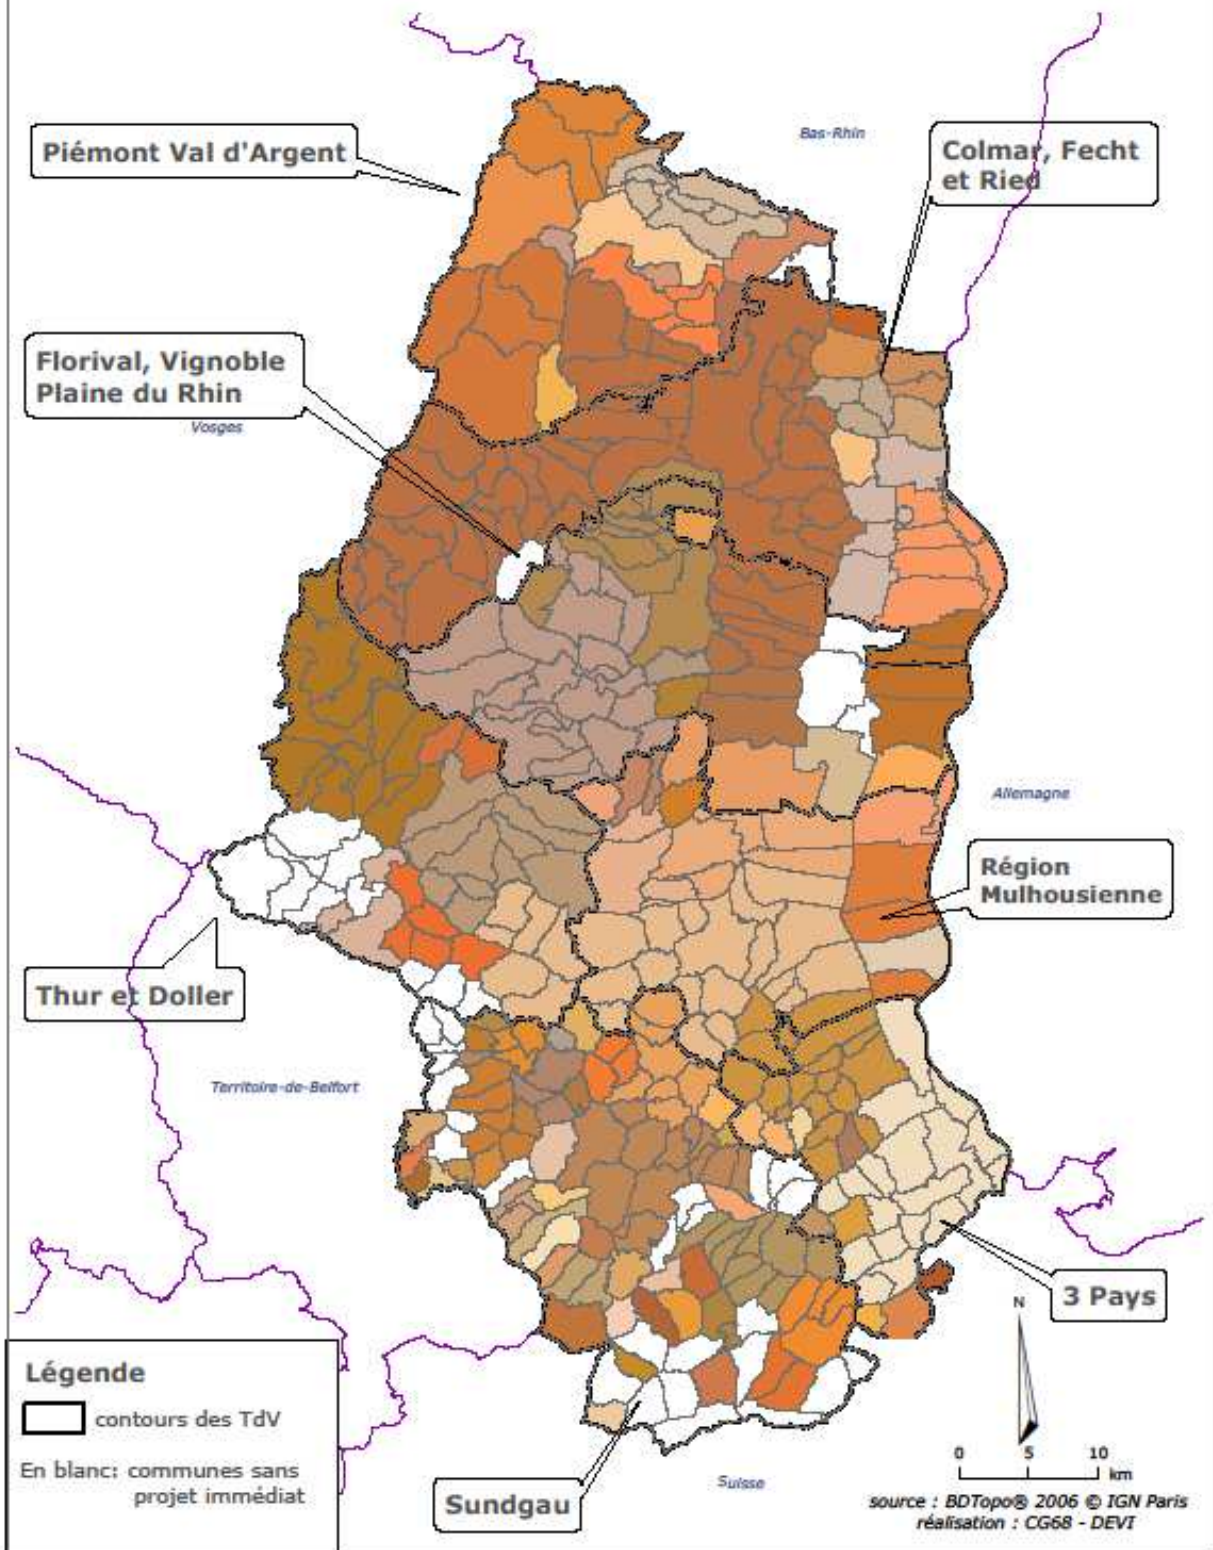 Bas-Rhin
Piémont Val d'Argent
Colmar, Fecht
et Ried
Florival, Vignoble
Plaine du Rhin
Vosges
Allemagne
Région
Mulhousienne
Thur et Doller
Territoire-de-Belfort
3 Pays
N
Légende
contours des TdV
En blanc: communes sans
projet immédiat
0 5 10
km
Sundgau
Suisse
source : BDTopo® 2006 © IGN Paris
réalisation : CG68 - DEVI